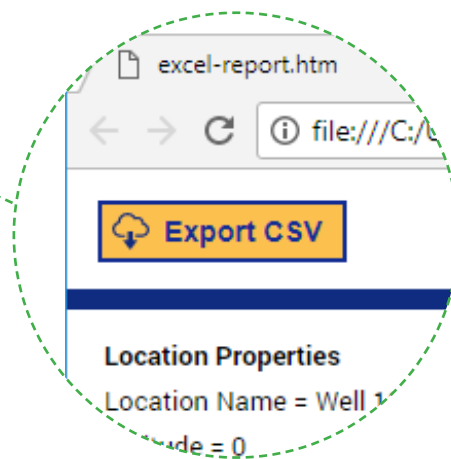 excel-report.htm
file:///C:/
Export CSV
Location Properties
Location Name = Well 1
= 0